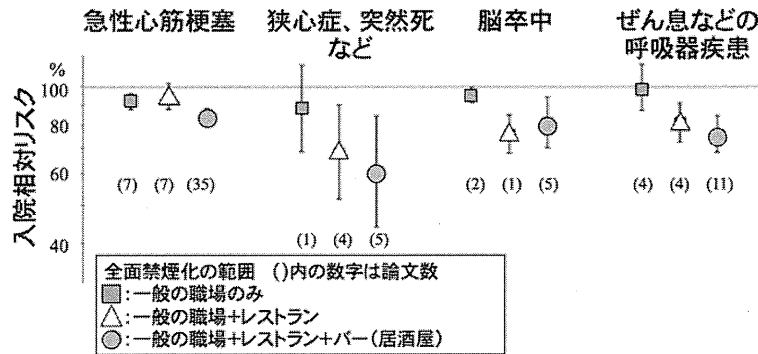 急性心筋梗塞
狭心症、突然死
など
脳卒中
ぜん息などの
呼吸器疾患
%
100
80
60
40
入院相対リスク
(7) (7) (35)
(1) (4) (5)
(2) (1) (5)
(4) (4) (11)
全面禁煙化の範囲 ()内の数字は論文数
:一般の職場のみ
:一般の職場+レストラン
:一般の職場+レストラン+バー(居酒屋)